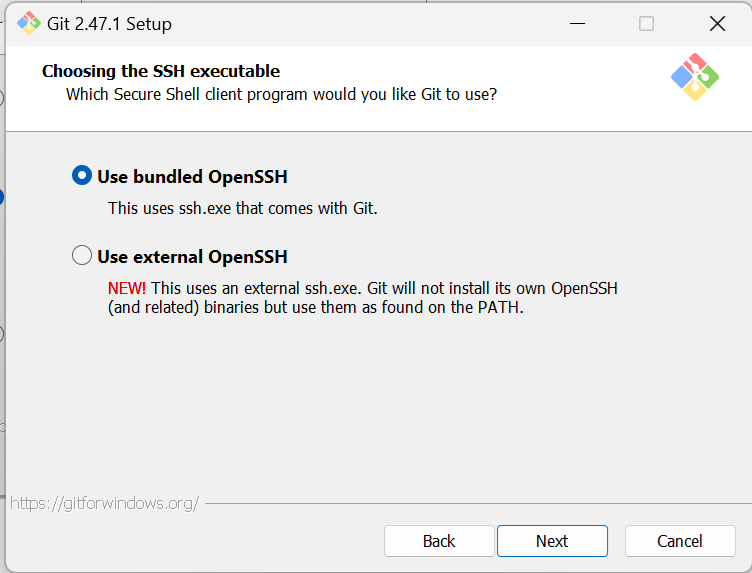 Git 2.47.1 Setup
Choosing the SSH executable
Which Secure Shell client program would you like Git to use?
Use bundled OpenSSH
This uses ssh.exe that comes with Git.
Use external OpenSSH
NEW! This uses an external ssh.exe. Git will not install its own OpenSSH
(and related) binaries but use them as found on the PATH.
https://gitforwindows.org/
Back
Next
Cancel